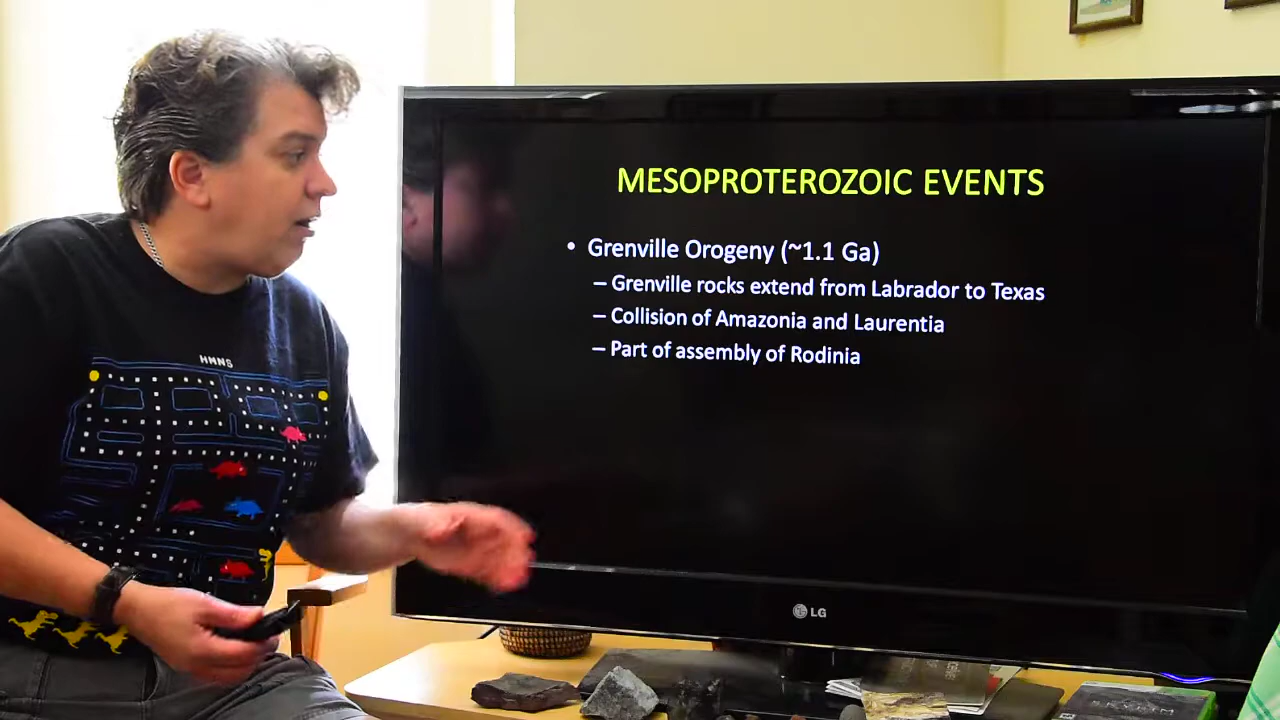 MESOPROTEROZOIC EVENTS
• Grenville Orogeny (~1.1 Ga)
– Grenville rocks extend from Labrador to Texas
– Collision of Amazonia and Laurentia
– Part of assembly of Rodinia
HMNS
LG